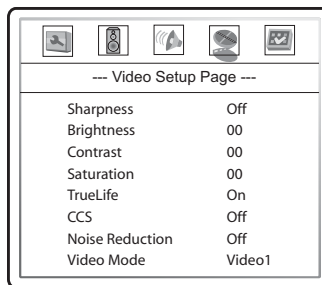 --- Video Setup Page ---
Sharpness Off
Brightness 00
Contrast 00
Saturation 00
TrueLife On
CCS Off
Noise Reduction Off
Video Mode Video1